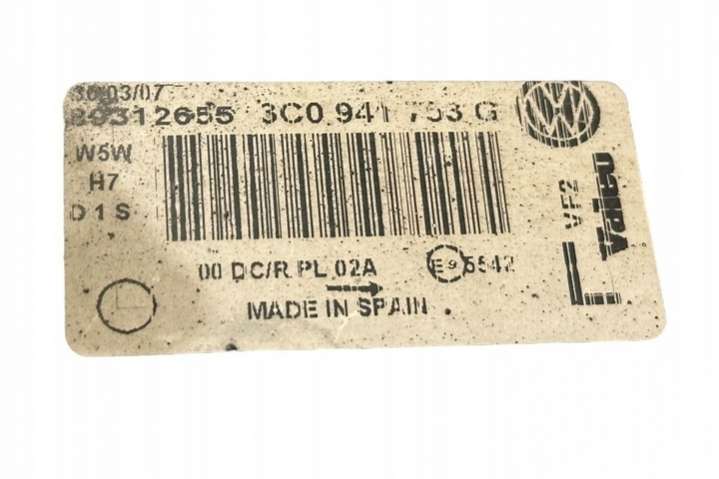 30/03/07
89312655 3C0 941 753 G
W5W
H7
D1S
00 DC/R PL 02A
E9 5542
MADE IN SPAIN
L
VF2
Valeo